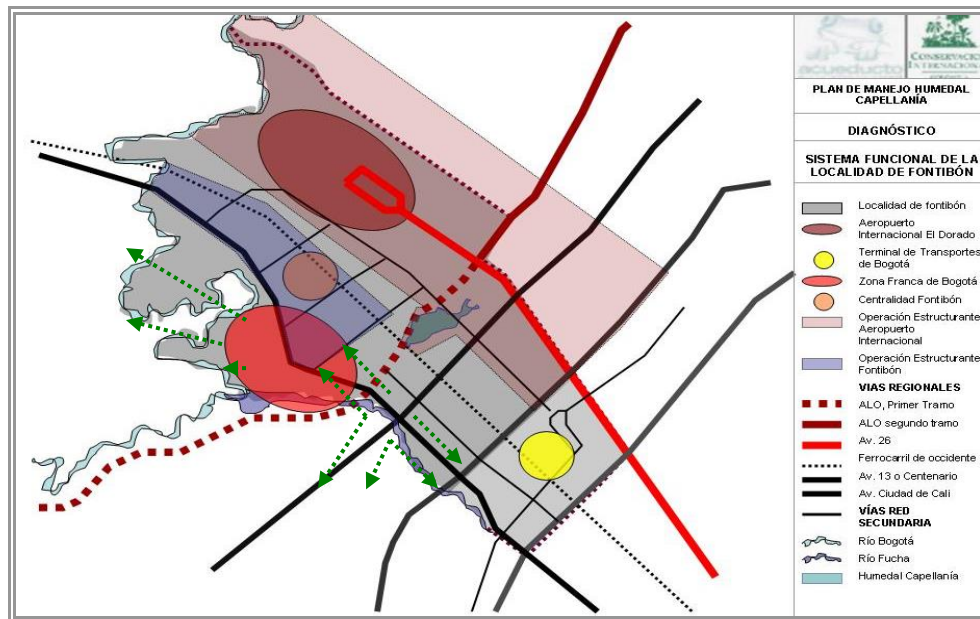 acueducto
CONSERVACIÓN
INTERNACIONAL
PLAN DE MANEJO HUMEDAL
CAPELLANÍA
DIAGNÓSTICO
SISTEMA FUNCIONAL DE LA
LOCALIDAD DE FONTIBÓN
Localidad de fontibón
Aeropuerto
Internacional El Dorado
Terminal de Transportes
de Bogotá
Zona Franca de Bogotá
Centralidad Fontibón
Operación Estructurante
Aeropuerto
Internacional
Operación Estructurante
Fontibón
VIAS REGIONALES
ALO, Primer Tramo
ALO segundo tramo
Av. 26
Ferrocarril de occidente
Av. 13 o Centenario
Av. Ciudad de Cali
VÍAS RED
SECUNDARIA
Río Bogotá
Río Fucha
Humedal Capellanía